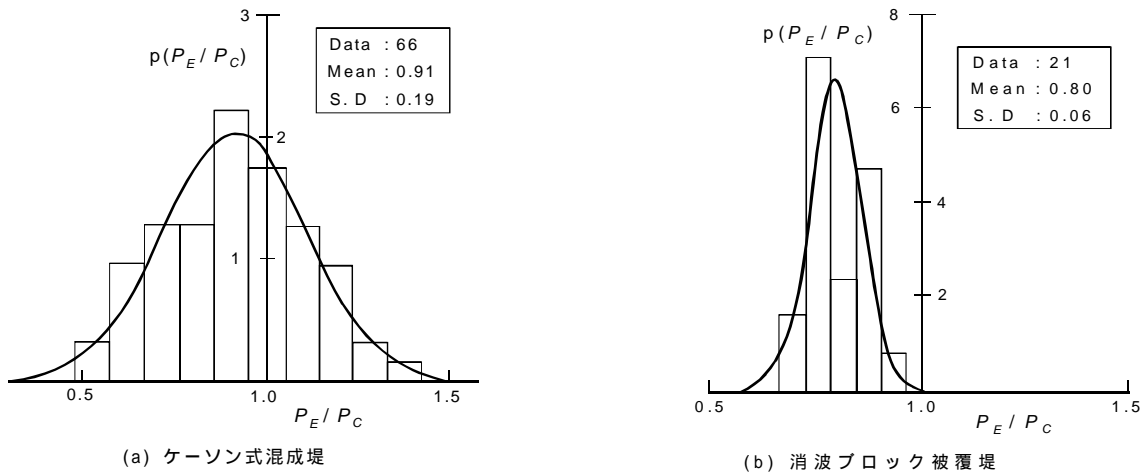 3
p(P_E / P_C)
Data : 66
Mean : 0.91
S.D : 0.19
2
1
0.5
1.0
1.5
P_E / P_C
(a) ケーソン式混成堤
8
p(P_E / P_C)
Data : 21
Mean : 0.80
S.D : 0.06
6
4
2
0.5
1.0
1.5
P_E / P_C
(b) 消波ブロック被覆堤